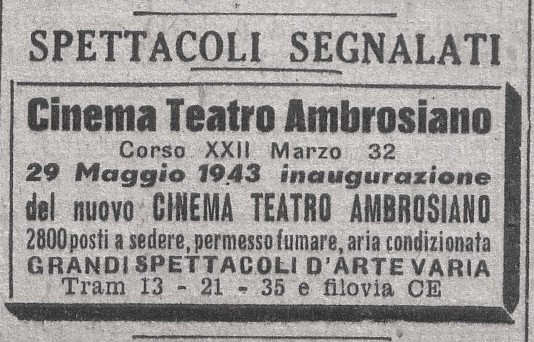 SPETTACOLI SEGNALATI
Cinema Teatro Ambrosiano
Corso XXII Marzo 32
29 Maggio 1943 inaugurazione
del nuovo CINEMA TEATRO AMBROSIANO
2800 posti a sedere, permesso fumare, aria condizionata
GRANDI SPETTACOLI D'ARTE VARIA
Tram 13 - 21 - 35 e filovia CE